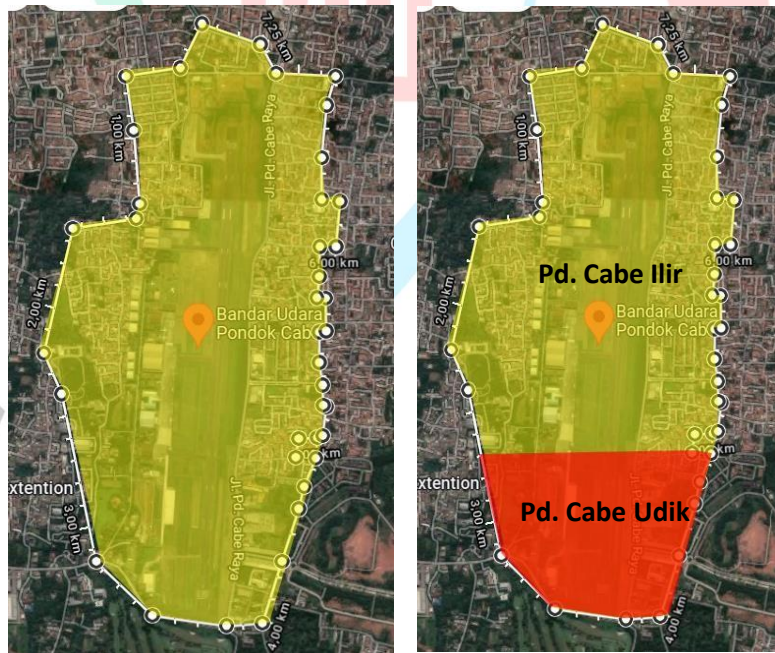 7,25 km
1,00 km
Jl. Pd. Cabe Raya
6,00 km
2,00 km
Bandar Udara
Pondok Cab
km
xtention
3,00 km
Jl. Pd. Cabe Raya
4,00 km
7,25 km
1,00 km
Jl. Pd. Cabe Raya
6,00 km
Pd. Cabe Ilir
2,00 km
Bandar Udara
Pondok Cabe
km
xtention
Pd. Cabe Udik
3,00 km
4,00 km